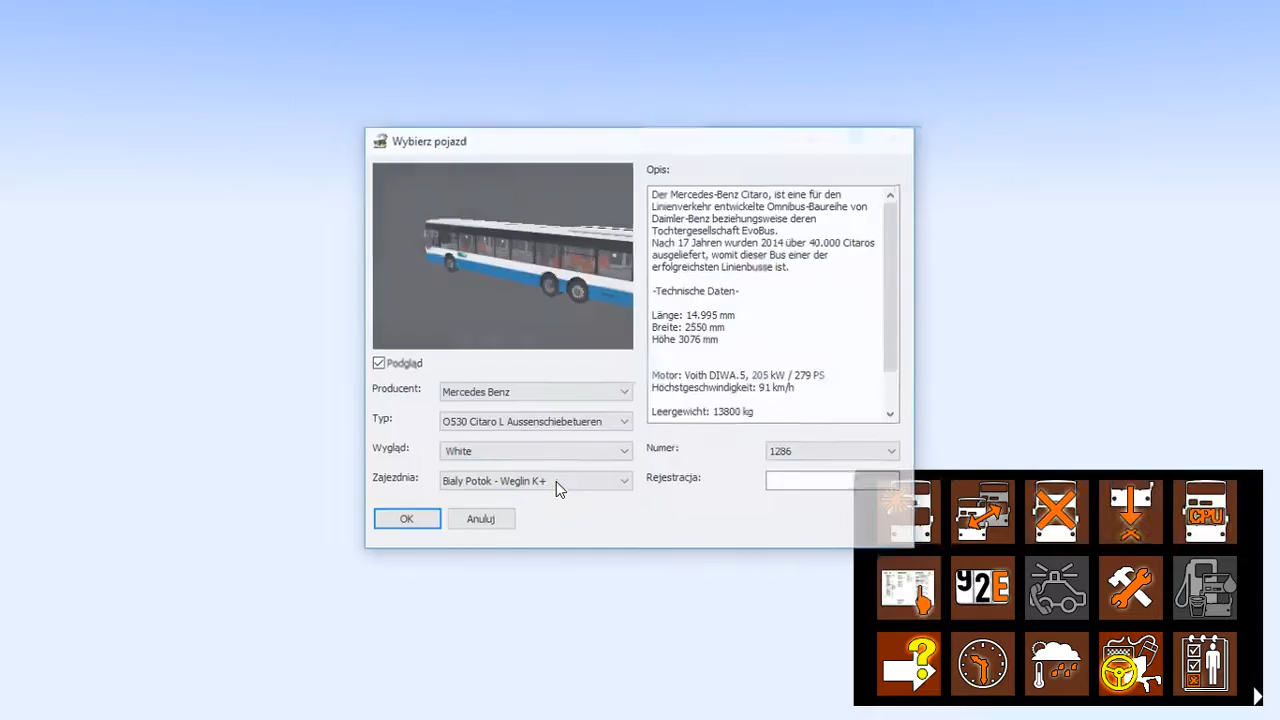 Wybierz pojazd
Opis:
Der Mercedes-Benz Citaro, ist eine für den
Linienverkehr entwickelte Omnibus-Baureihe von
Daimler-Benz beziehungsweise deren
Tochtergesellschaft EvoBus.
Nach 17 Jahren wurden 2014 über 40.000 Citaros
ausgeliefert, womit dieser Bus einer der
erfolgreichsten Linienbusse ist.
-Technische Daten-
Länge: 14.995 mm
Breite: 2550 mm
Höhe 3076 mm
Motor: Voith DIWA.5, 205 kW / 279 PS
Höchstgeschwindigkeit: 91 km/h
Leergewicht: 13800 kg
Podgląd
Producent: Mercedes Benz
Typ: O530 Citaro L Aussenschiebetueren
Wygląd: White
Numer: 1286
Zajezdnia: Bialy Potok - Weglin K+
Rejestracja:
OK Anuluj
CPU
92E
?